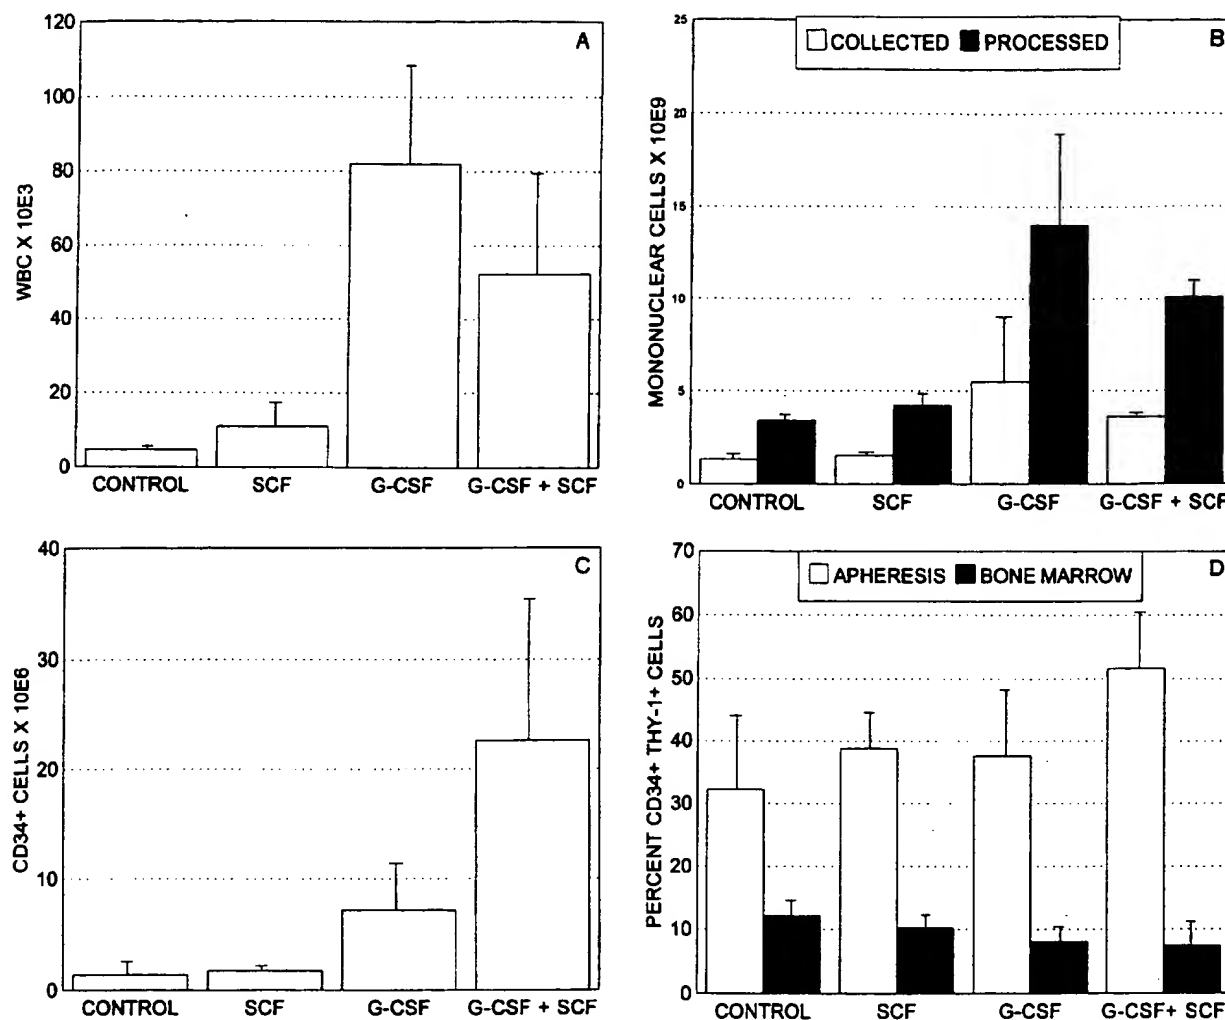 A
WBC X 10E3
120
100
80
60
40
20
0
CONTROL SCF G-CSF G-CSF + SCF
B
COLLECTED PROCESSED
MONONUCLEAR CELLS X 10E9
25
20
15
10
5
0
CONTROL SCF G-CSF G-CSF + SCF
C
CD34+ CELLS X 10E6
40
30
20
10
0
CONTROL SCF G-CSF G-CSF + SCF
D
APHERESIS BONE MARROW
PERCENT CD34+ THY-1+ CELLS
70
60
50
40
30
20
10
0
CONTROL SCF G-CSF G-CSF+ SCF